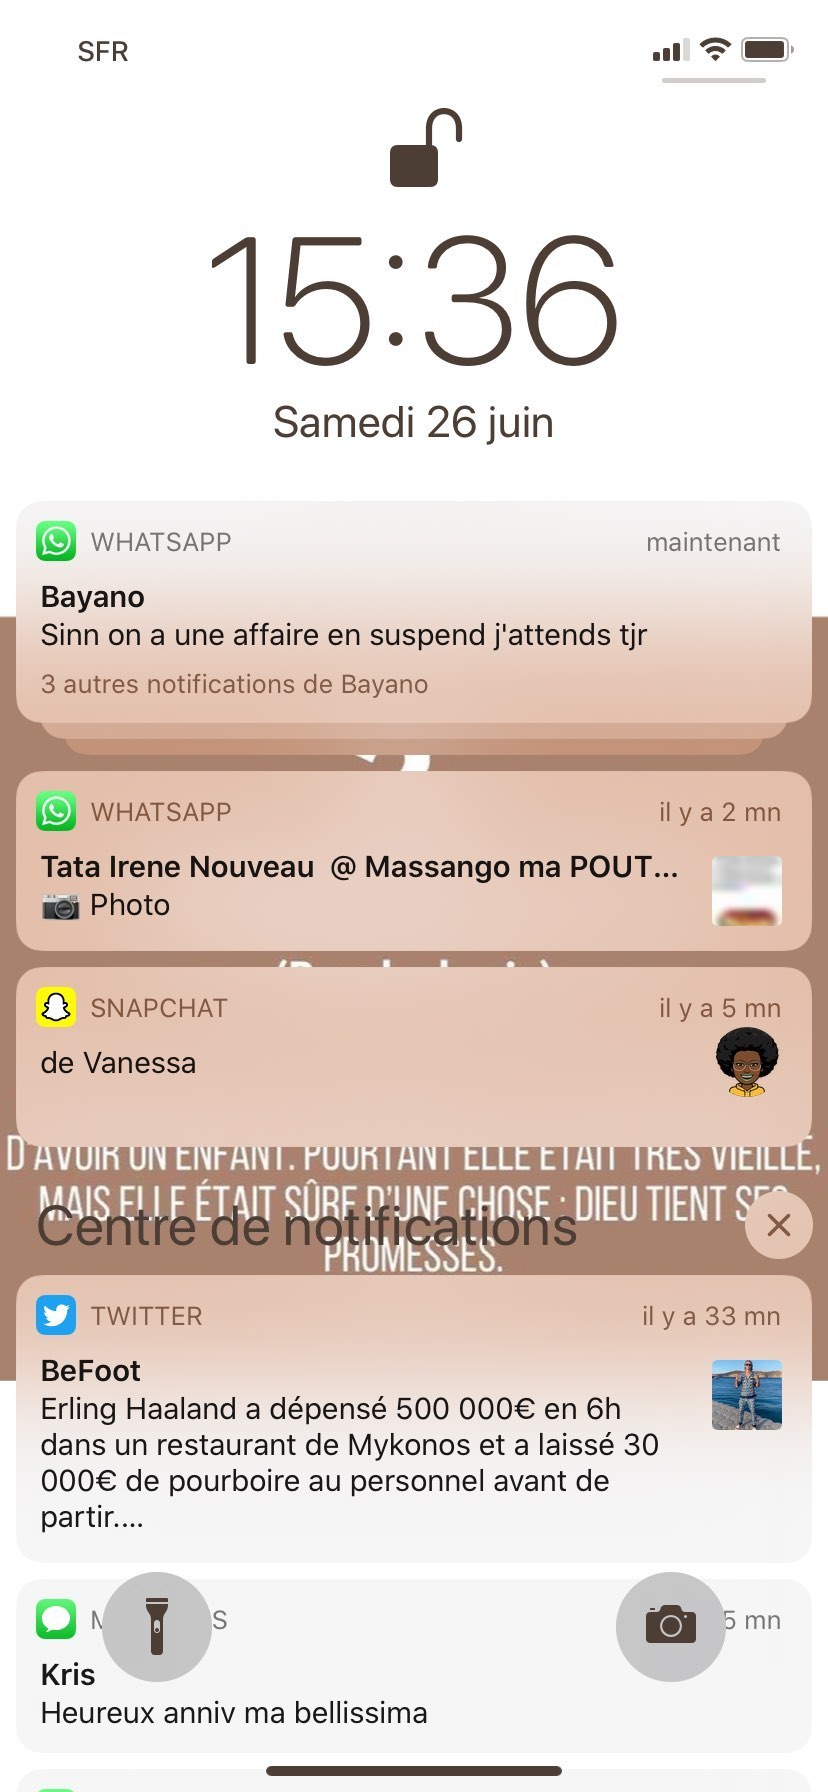 SFR
15:36
Samedi 26 juin
WHATSAPP maintenant
Bayano
Sinn on a une affaire en suspend j'attends tjr
3 autres notifications de Bayano
WHATSAPP il y a 2 mn
Tata Irene Nouveau @ Massango ma POUT...
Photo
SNAPCHAT il y a 5 mn
de Vanessa
D'AVOIR UN ENFANT. POURTANT ELLE ÉTAIT TRÈS VIEILLE,
MAIS ELLE ÉTAIT SÛRE D'UNE CHOSE : DIEU TIENT SES
Centre de notifications
PROMESSES.
TWITTER il y a 33 mn
BeFoot
Erling Haaland a dépensé 500 000€ en 6h
dans un restaurant de Mykonos et a laissé 30
000€ de pourboire au personnel avant de
partir....
5 mn
Kris
Heureux anniv ma bellissima